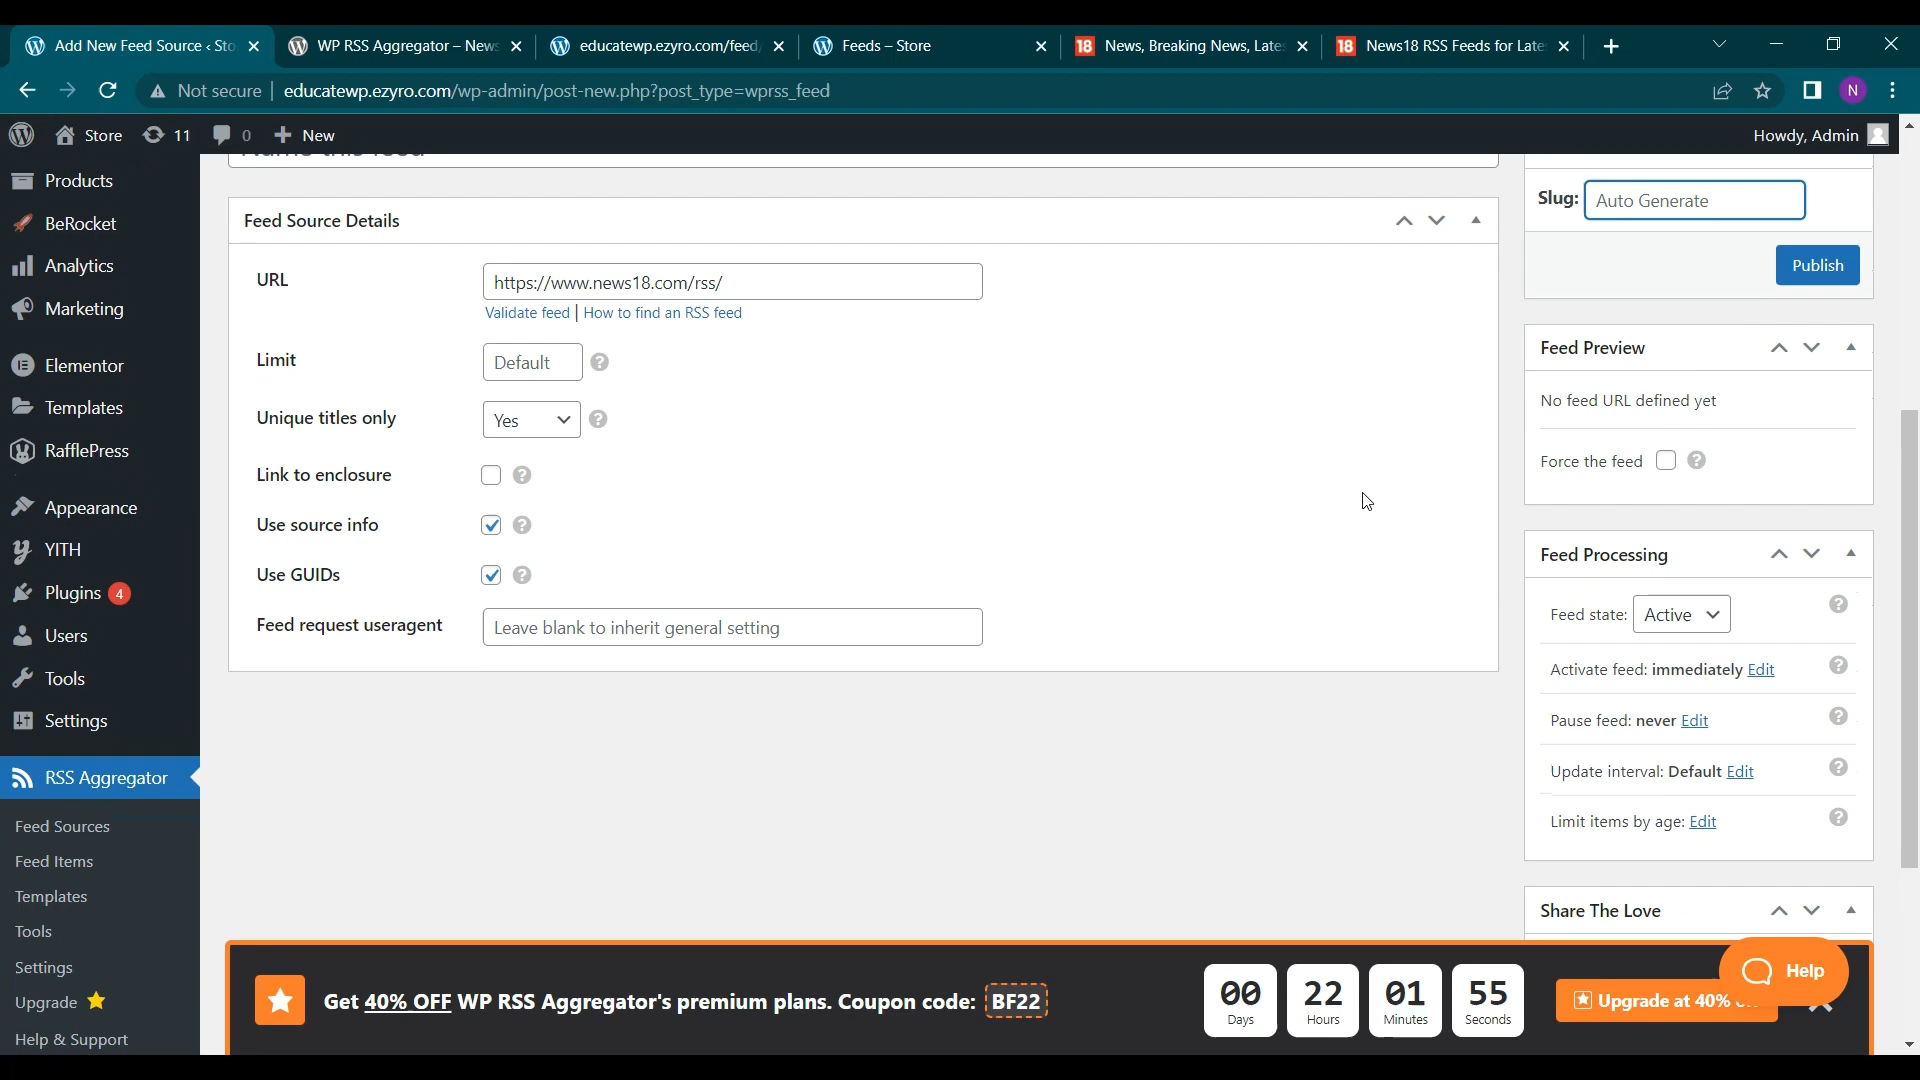 Add New Feed Source ‹ Sto
WP RSS Aggregator – News
educatewp.ezyro.com/feed/
Feeds – Store
News, Breaking News, Late
News18 RSS Feeds for Late
Not secure
educatewp.ezyro.com/wp-admin/post-new.php?post_type=wprss_feed
N
Store
11
0
New
Howdy, Admin
Products
BeRocket
Analytics
Marketing
Elementor
Templates
RafflePress
Appearance
YITH
Plugins 4
Users
Tools
Settings
RSS Aggregator
Feed Sources
Feed Items
Templates
Tools
Settings
Upgrade
Help & Support
Feed Source Details
URL
https://www.news18.com/rss/
Validate feed | How to find an RSS feed
Limit
Default
Unique titles only
Yes
Link to enclosure
Use source info
Use GUIDs
Feed request useragent
Leave blank to inherit general setting
Slug: Auto Generate
Publish
Feed Preview
No feed URL defined yet
Force the feed
Feed Processing
Feed state: Active
Activate feed: immediately Edit
Pause feed: never Edit
Update interval: Default Edit
Limit items by age: Edit
Share The Love
Get 40% OFF WP RSS Aggregator's premium plans. Coupon code: BF22
00 22 01 55
Days Hours Minutes Seconds
Upgrade at 40%
Help